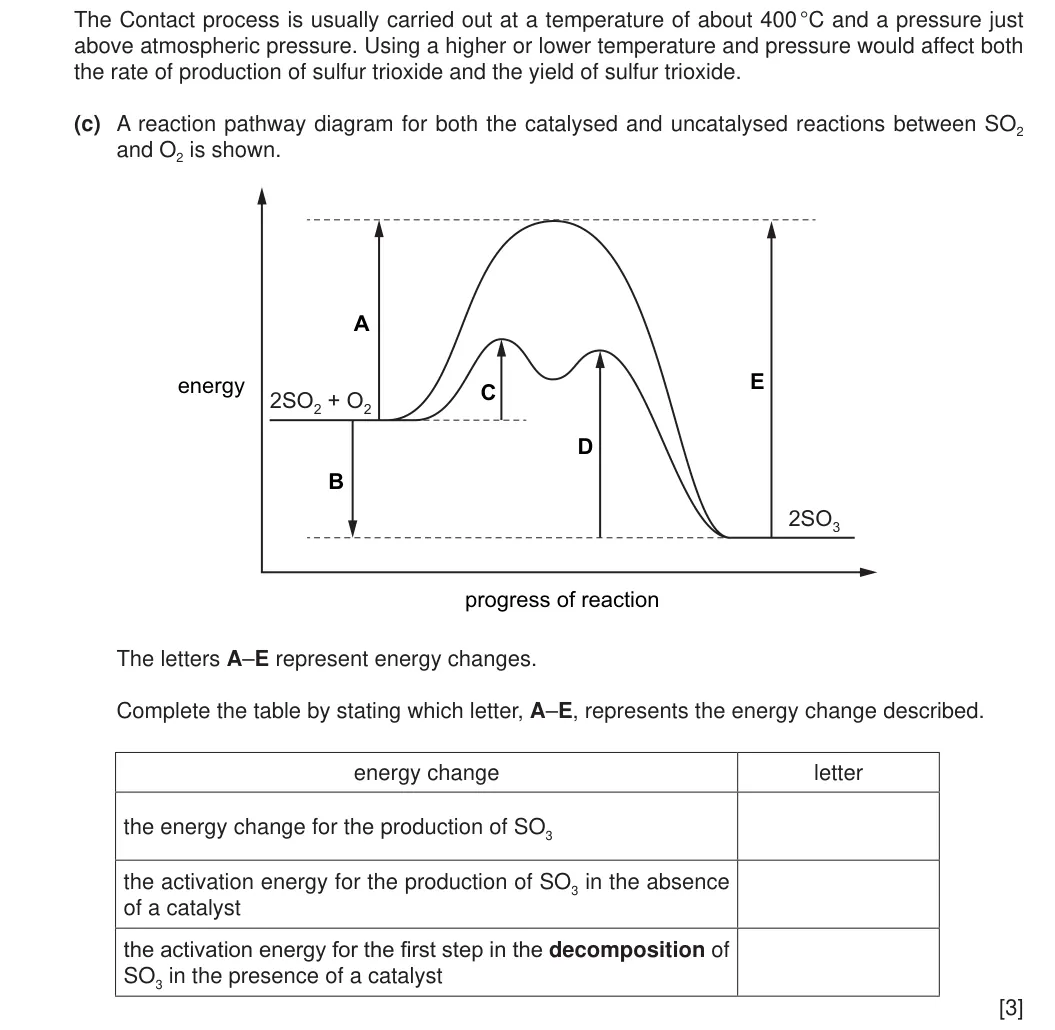 The Contact process is usually carried out at a temperature of about 400 °C and a pressure just
above atmospheric pressure. Using a higher or lower temperature and pressure would affect both
the rate of production of sulfur trioxide and the yield of sulfur trioxide.
(c) A reaction pathway diagram for both the catalysed and uncatalysed reactions between SO₂
and O₂ is shown.
A
energy
2SO₂ + O₂
C
E
D
B
2SO₃
progress of reaction
The letters A–E represent energy changes.
Complete the table by stating which letter, A–E, represents the energy change described.
energy change letter
the energy change for the production of SO₃
the activation energy for the production of SO₃ in the absence
of a catalyst
the activation energy for the first step in the decomposition of
SO₃ in the presence of a catalyst
[3]